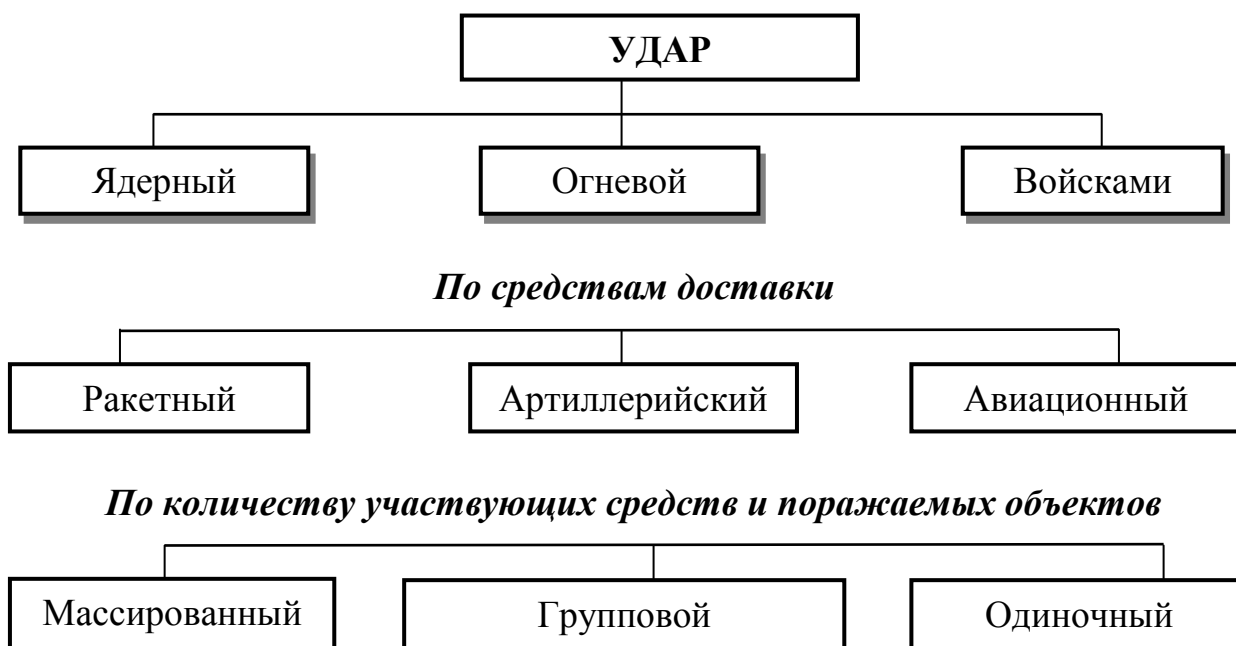 УДАР
Ядерный Огневой Войсками
По средствам доставки
Ракетный Артиллерийский Авиационный
По количеству участвующих средств и поражаемых объектов
Массированный Групповой Одиночный